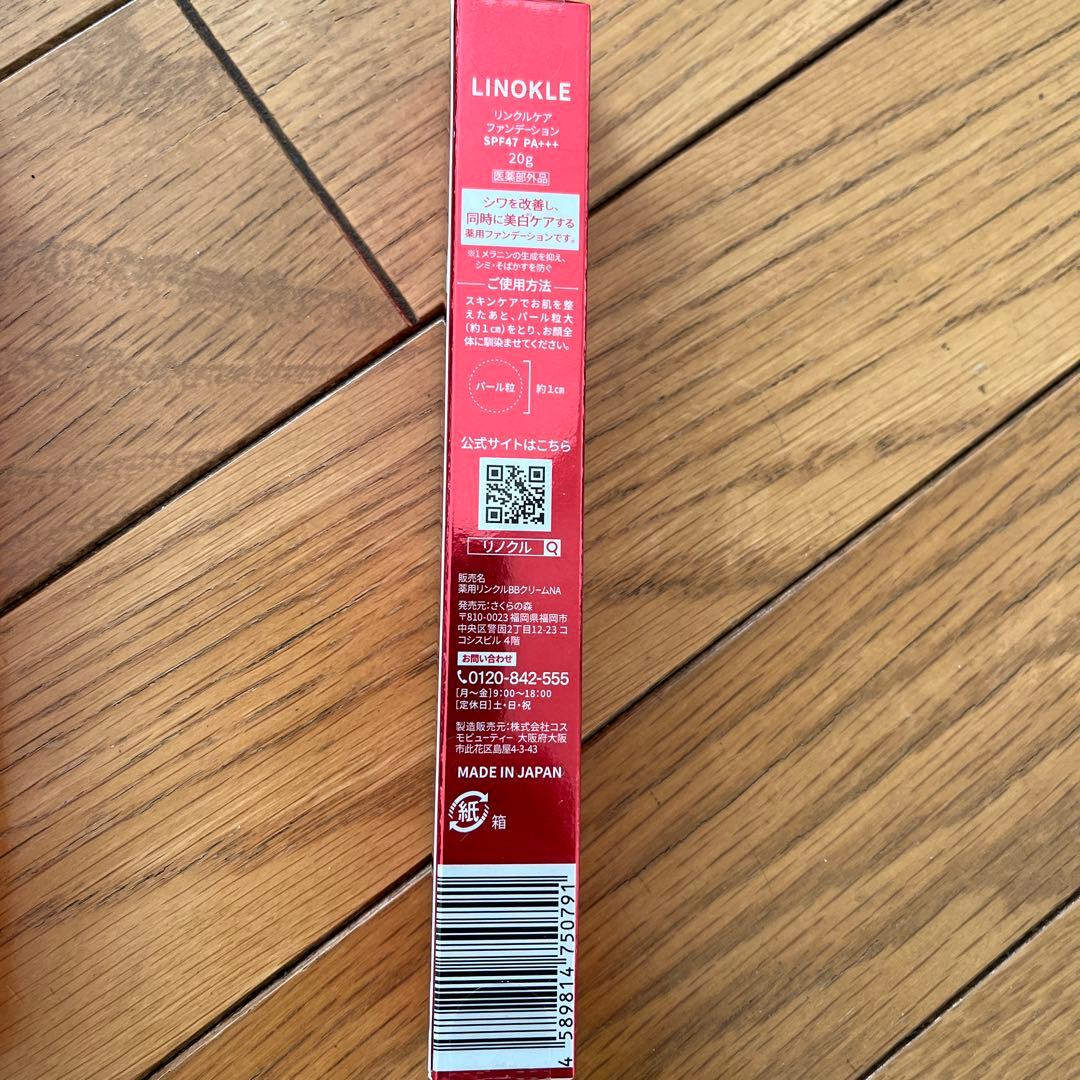 LINOKLE
リンクルケア
ファンデーション
SPF47 PA+++
20g
医薬部外品
シワを改善し、
同時に美白ケアする
薬用ファンデーションです。
※1 メラニンの生成を抑え、
シミ・そばかすを防ぐ
ご使用方法
スキンケアでお肌を整
えたあと、パール粒大
(約1㎝)をとり、お顔全
体に馴染ませてください。
パール粒 約1㎝
公式サイトはこちら
リノクル
販売名
薬用リンクルBBクリームNA
発売元:さくらの森
〒810-0023 福岡県福岡市
中央区警固2丁目12-23 コ
コシスビル 4階
お問い合わせ
0120-842-555
[月〜金]9:00〜18:00
[定休日]土・日・祝
製造販売元:株式会社コス
モビューティー 大阪府大阪
市此花区島屋4-3-43
MADE IN JAPAN
紙 箱
4 589814 750791